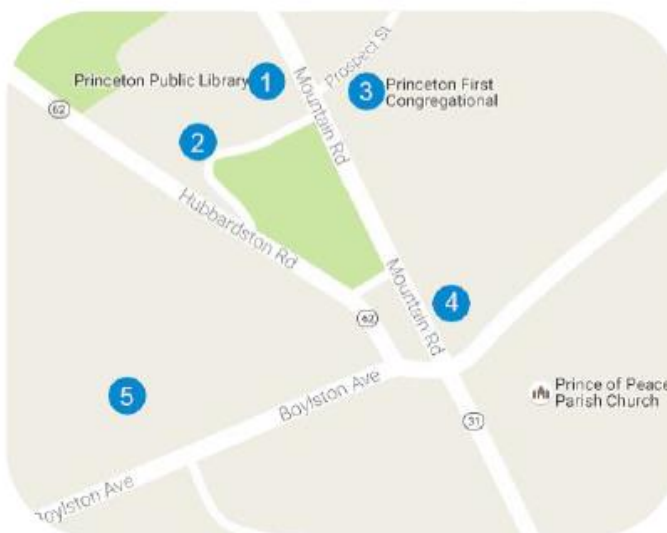 Princeton Public Library
1
Mountain Rd
Prospect St
3
Princeton First
Congregational
62
2
Hubbardston Rd
Mountain Rd
4
62
5
Boylston Ave
31
Prince of Peace
Parish Church
Boylston Ave